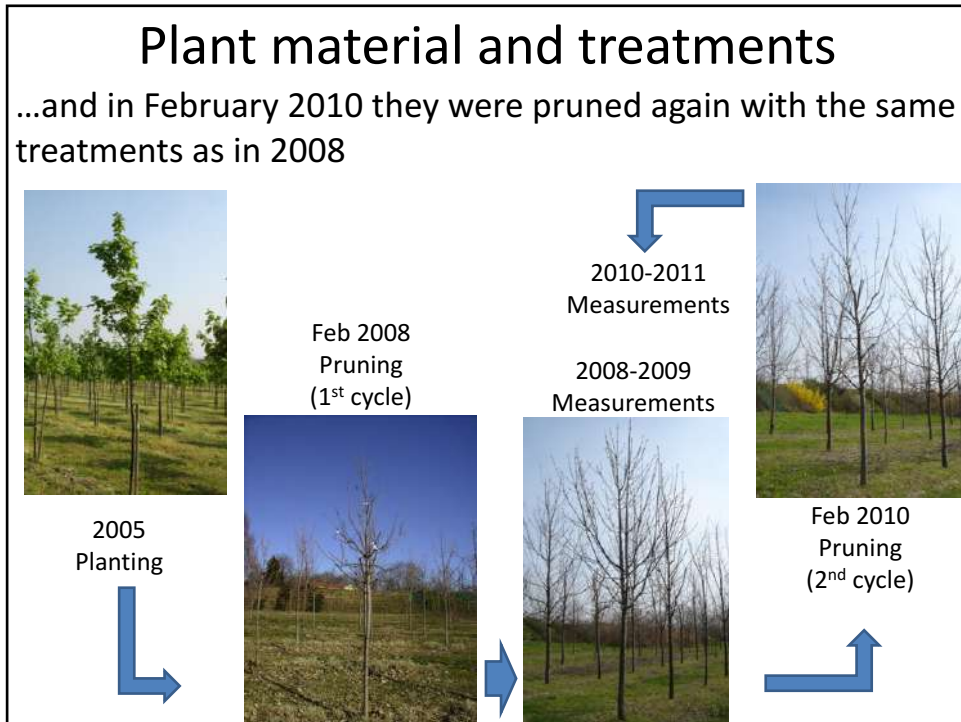 Plant material and treatments
…and in February 2010 they were pruned again with the same
treatments as in 2008
2005
Planting
Feb 2008
Pruning
(1st cycle)
2008-2009
Measurements
Feb 2010
Pruning
(2nd cycle)
2010-2011
Measurements